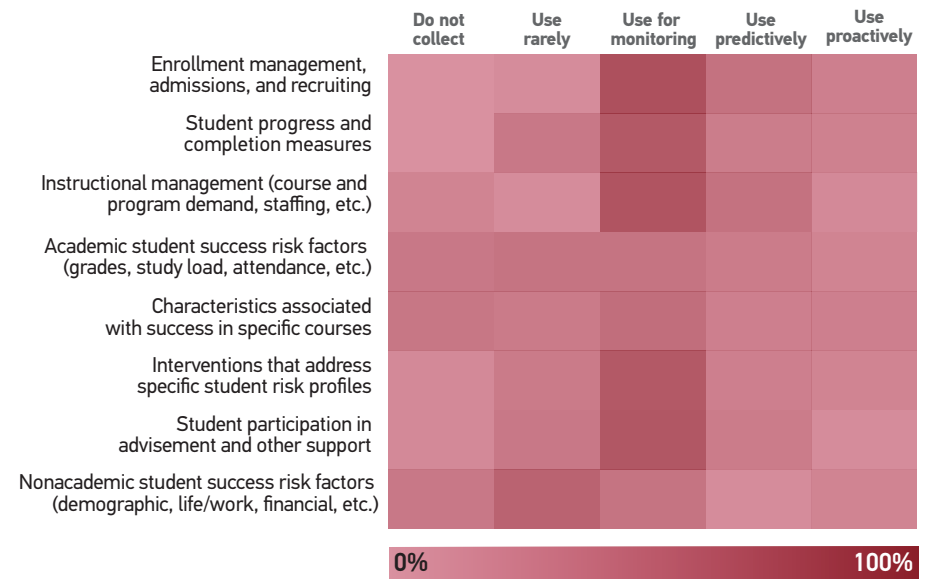 Do not
collect
Use
rarely
Use for
monitoring
Use
predictively
Use
proactively
Enrollment management,
admissions, and recruiting
Student progress and
completion measures
Instructional management (course and
program demand, staffing, etc.)
Academic student success risk factors
(grades, study load, attendance, etc.)
Characteristics associated
with success in specific courses
Interventions that address
specific student risk profiles
Student participation in
advisement and other support
Nonacademic student success risk factors
(demographic, life/work, financial, etc.)
0% 100%